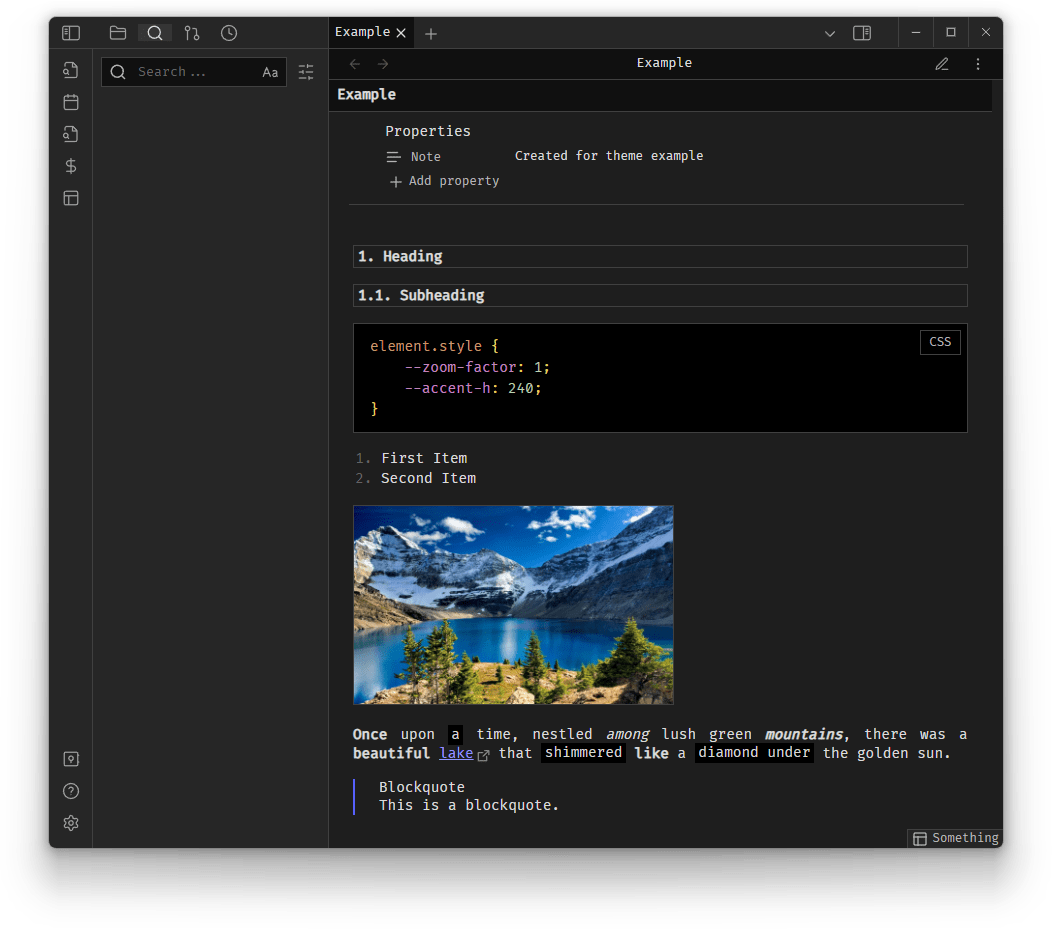 Example
Search ...
Aa
Example
Example
Properties
Note Created for theme example
Add property
1. Heading
1.1. Subheading
CSS
element.style {
--zoom-factor: 1;
--accent-h: 240;
}
1. First Item
2. Second Item
Once upon a time, nestled among lush green mountains, there was a
beautiful lake that shimmered like a diamond under the golden sun.
Blockquote
This is a blockquote.
Something